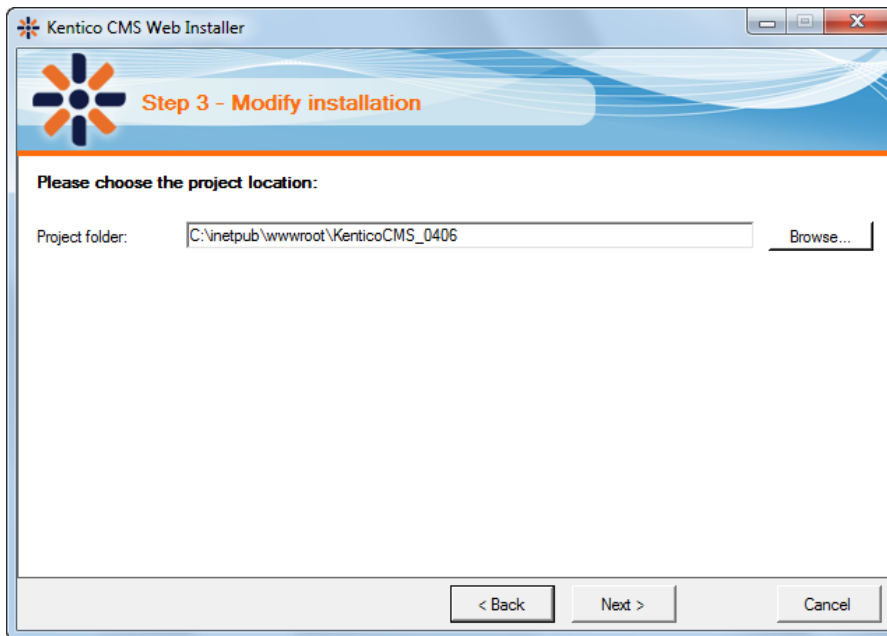 Kentico CMS Web Installer
Step 3 - Modify installation
Please choose the project location:
Project folder: C:\inetpub\wwwroot\KenticoCMS_0406 Browse...
< Back Next > Cancel